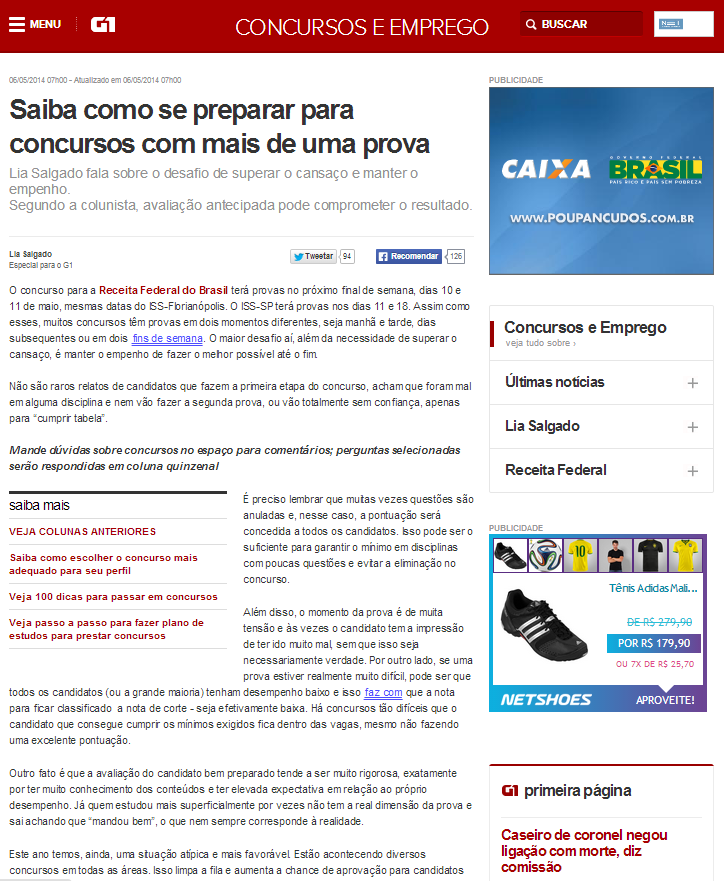 MENU
G1
CONCURSOS E EMPREGO
BUSCAR
06/05/2014 07h00 - Atualizado em 06/05/2014 07h00
Saiba como se preparar para
concursos com mais de uma prova
Lia Salgado fala sobre o desafio de superar o cansaço e manter o
empenho.
Segundo a colunista, avaliação antecipada pode comprometer o resultado.
Lia Salgado
Especial para o G1
Tweetar 94
Recomendar 126
O concurso para a Receita Federal do Brasil terá provas no próximo final de semana, dias 10 e
11 de maio, mesmas datas do ISS-Florianópolis. O ISS-SP terá provas nos dias 11 e 18. Assim como
esses, muitos concursos têm provas em dois momentos diferentes, seja manhã e tarde, dias
subsequentes ou em dois fins de semana. O maior desafio aí, além da necessidade de superar o
cansaço, é manter o empenho de fazer o melhor possível até o fim.
Não são raros relatos de candidatos que fazem a primeira etapa do concurso, acham que foram mal
em alguma disciplina e nem vão fazer a segunda prova, ou vão totalmente sem confiança, apenas
para “cumprir tabela”.
Mande dúvidas sobre concursos no espaço para comentários; perguntas selecionadas
serão respondidas em coluna quinzenal
saiba mais
VEJA COLUNAS ANTERIORES
Saiba como escolher o concurso mais
adequado para seu perfil
Veja 100 dicas para passar em concursos
Veja passo a passo para fazer plano de
estudos para prestar concursos
É preciso lembrar que muitas vezes questões são
anuladas e, nesse caso, a pontuação será
concedida a todos os candidatos. Isso pode ser o
suficiente para garantir o mínimo em disciplinas
com poucas questões e evitar a eliminação no
concurso.
Além disso, o momento da prova é de muita
tensão e às vezes o candidato tem a impressão
de ter ido muito mal, sem que isso seja
necessariamente verdade. Por outro lado, se uma
prova estiver realmente muito difícil, pode ser que
todos os candidatos (ou a grande maioria) tenham desempenho baixo e isso faz com que a nota
para ficar classificado  a nota de corte - seja efetivamente baixa. Há concursos tão difíceis que o
candidato que consegue cumprir os mínimos exigidos fica dentro das vagas, mesmo não fazendo
uma excelente pontuação.
Outro fato é que a avaliação do candidato bem preparado tende a ser muito rigorosa, exatamente
por ter muito conhecimento dos conteúdos e ter elevada expectativa em relação ao próprio
desempenho. Já quem estudou mais superficialmente por vezes não tem a real dimensão da prova e
sai achando que “mandou bem”, o que nem sempre corresponde à realidade.
Este ano temos, ainda, uma situação atípica e mais favorável. Estão acontecendo diversos
concursos em todas as áreas. Isso limpa a fila e aumenta a chance de aprovação para candidatos
PUBLICIDADE
CAIXA
GOVERNO FEDERAL
BRASIL
PAÍS RICO É PAÍS SEM POBREZA
WWW.POUPANCUDOS.COM.BR
Concursos e Emprego
veja tudo sobre ›
Últimas notícias +
Lia Salgado +
Receita Federal +
PUBLICIDADE
Tênis Adidas Mali...
DE R$ 279,90
POR R$ 179,90
OU 7X DE R$ 25,70
NETSHOES
APROVEITE!
G1 primeira página
Caseiro de coronel negou
ligação com morte, diz
comissão